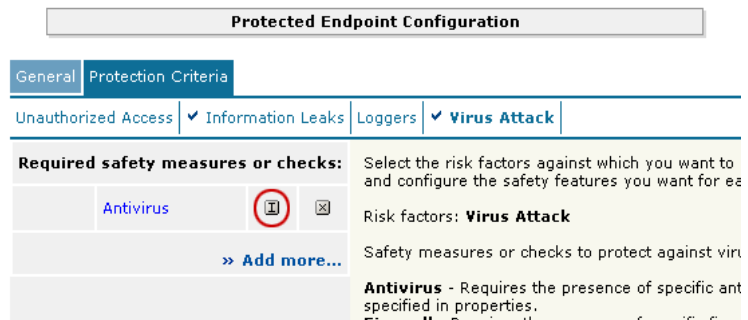 Protected Endpoint Configuration
General Protection Criteria
Unauthorized Access ✔ Information Leaks Loggers ✔ Virus Attack
Required safety measures or checks:
Antivirus
» Add more...
Select the risk factors against which you want to
and configure the safety features you want for
Risk factors: Virus Attack
Safety measures or checks to protect against
Antivirus - Requires the presence of specific
specified in properties.